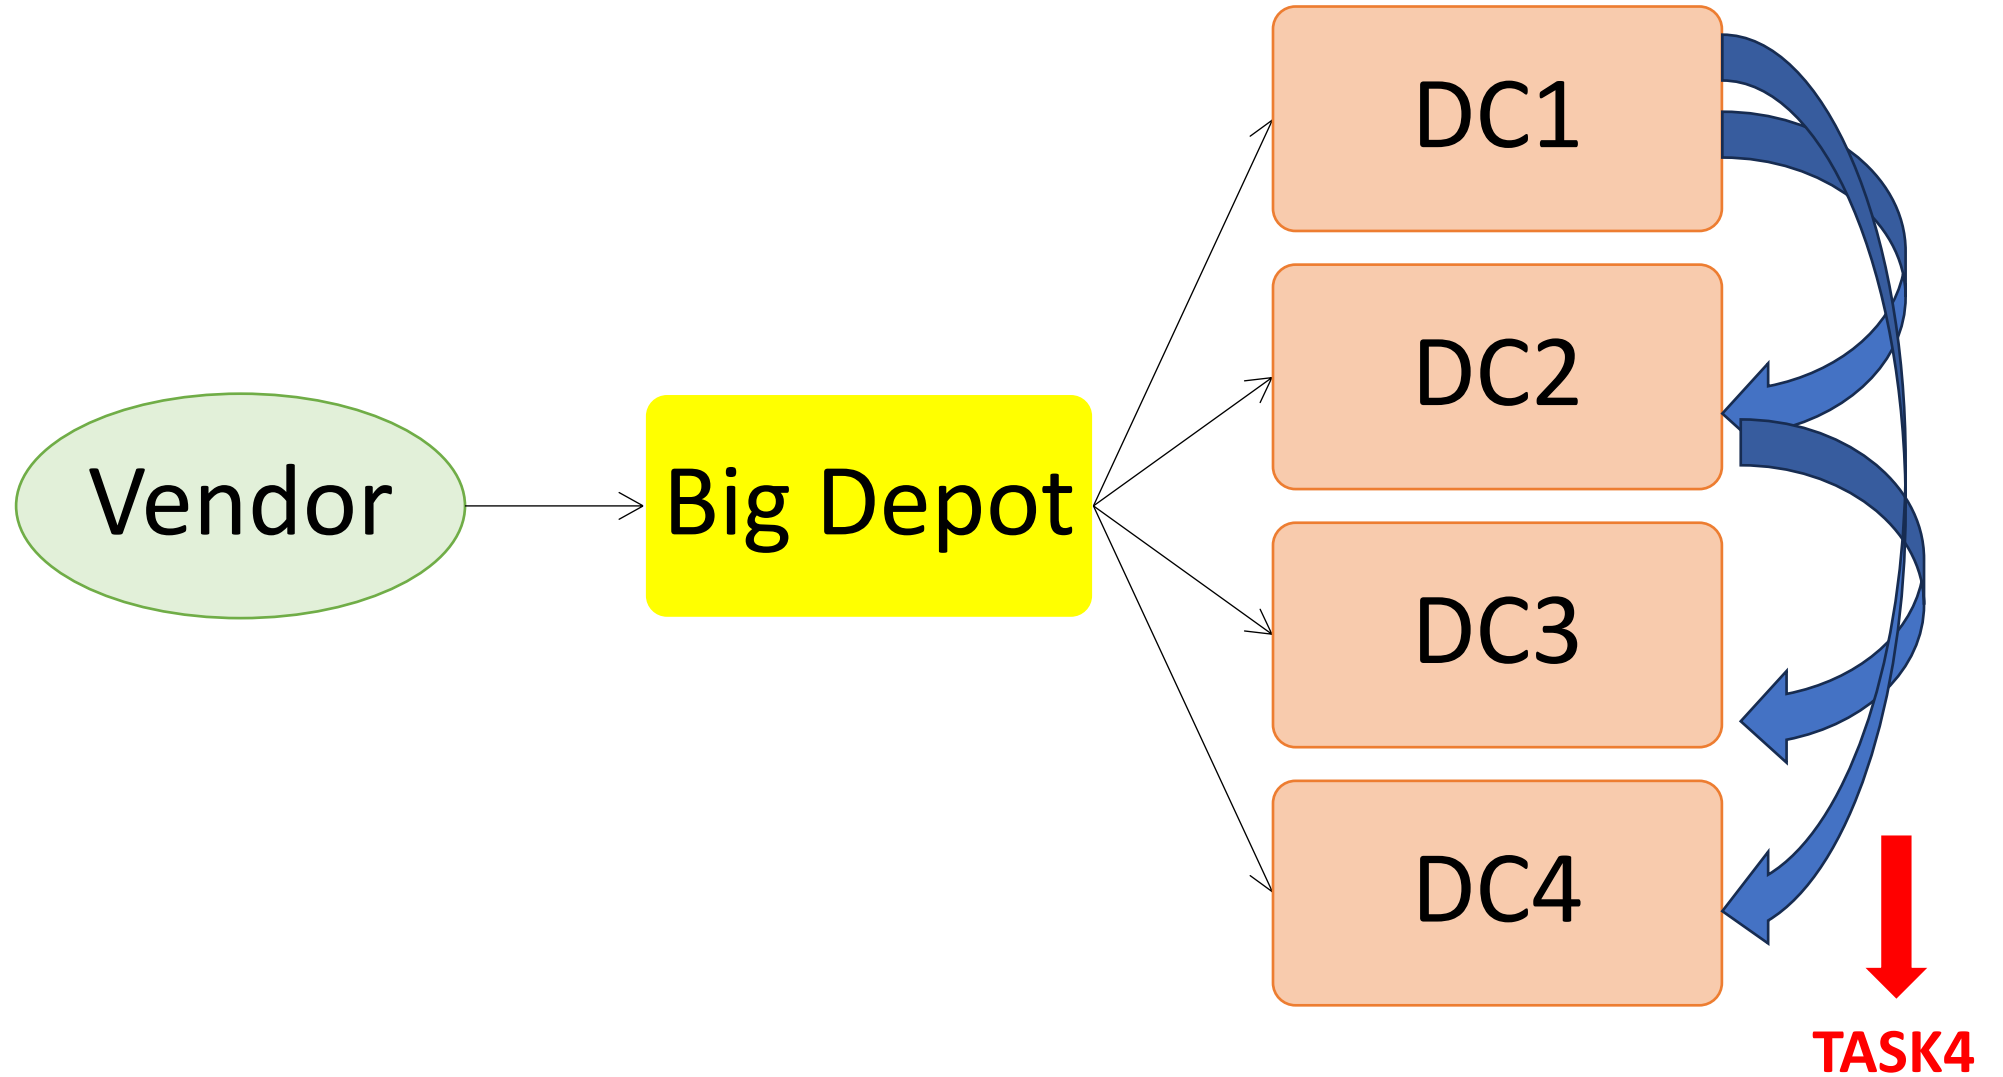 Vendor
Big Depot
DC1
DC2
DC3
DC4
TASK4